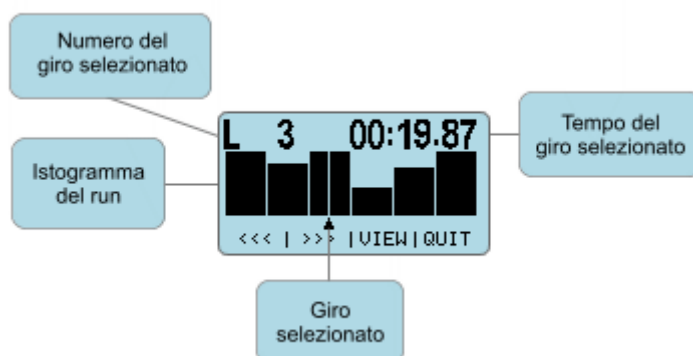 Numero del
giro selezionato
L 3 00:19.87
Tempo del
giro selezionato
Istogramma
del run
<<< | >>> |VIEW|QUIT
Giro
selezionato